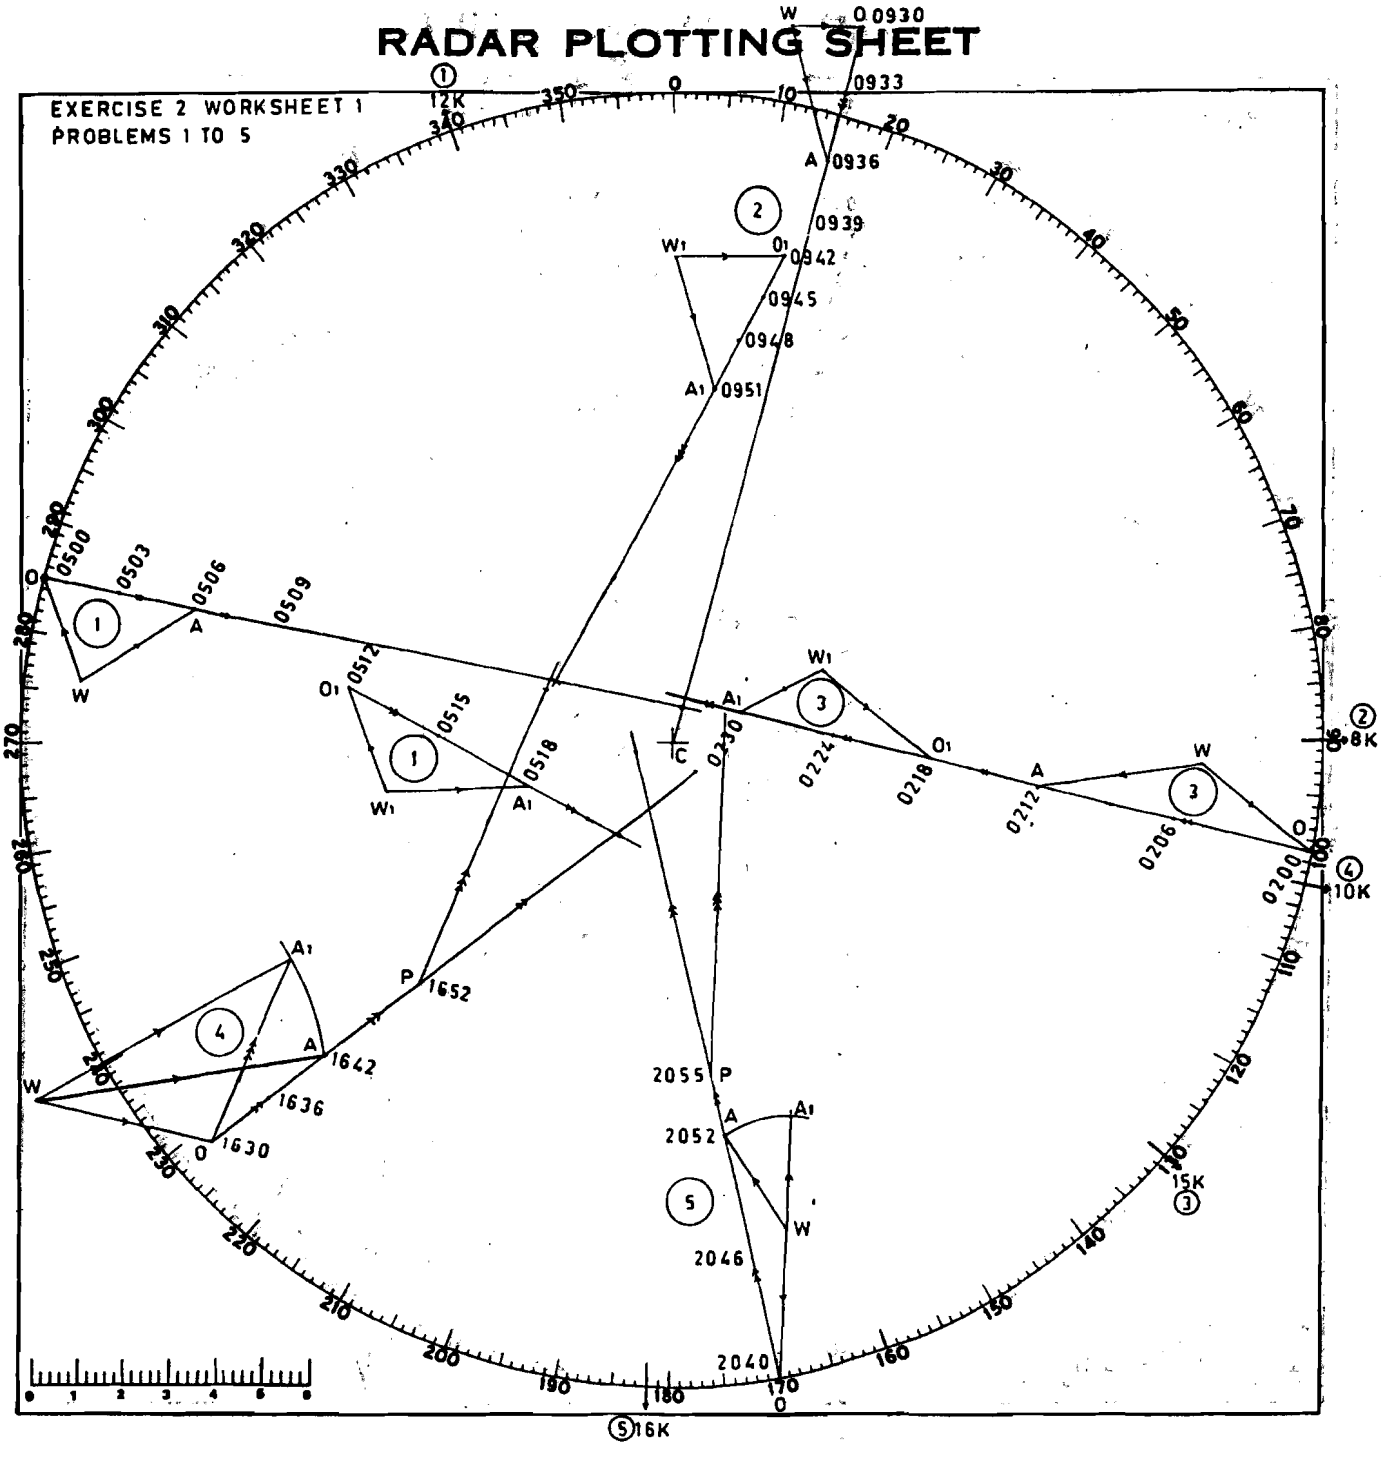 W O 0930
RADAR PLOTTING SHEET
EXERCISE 2 WORKSHEET 1
PROBLEMS 1 TO 5
1
12K
0933
340 350 0 10 20
A 0936
330 30
2
0939
320 40
W1 O1 0942
0945
310 50
0948
A1 0951
300 60
290 70
O 0500 0503 0506 0509
1
A
280 80
W
O1 0512 0515 0518
1
W1 A1
W1
A1 3
0230 0224 0218 O1
C
270 90
2
8K
A W
0212 0206 3
O
0200
260 100
4
10K
250 110
A1
P 1652
4
A 1642
W
240 120
1636
O 1630
230 130
15K
3
2055 P
A A1
2052
5
W
2046
220 140
210 150
200 160
2040
190 180 170
O
0 1 2 3 4 5 6
5 16K